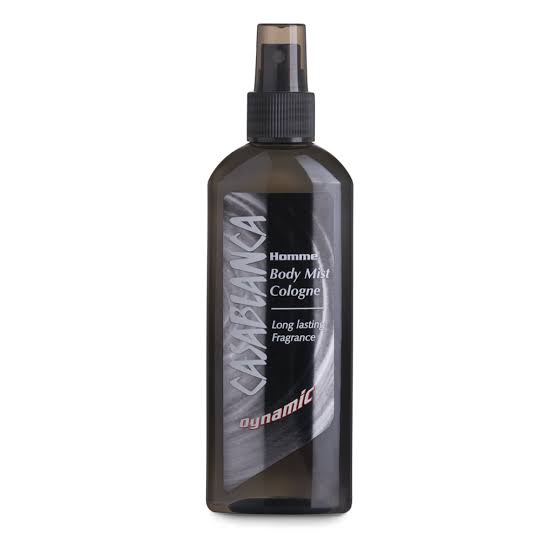 CASABLANCA
Homme
Body Mist
Cologne
Long lasting
Fragrance
Dynamic